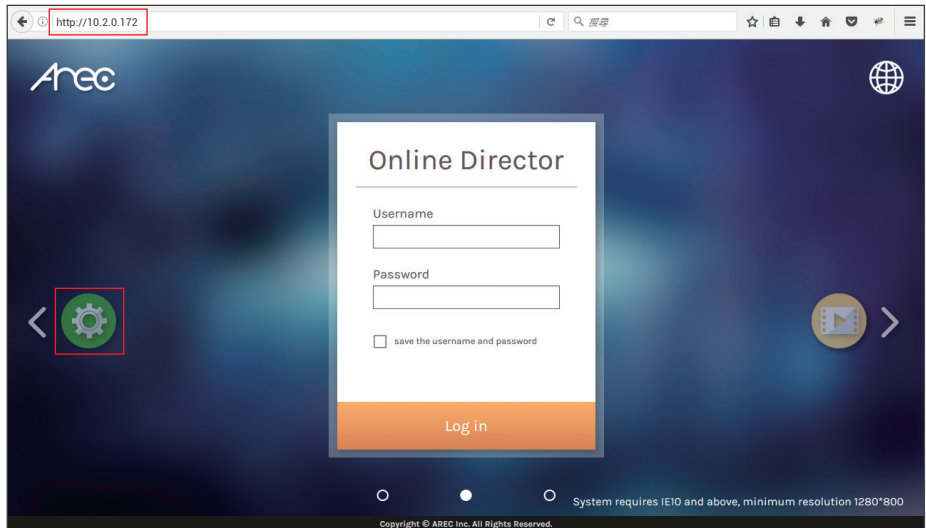 http://10.2.0.172
搜尋
Arec
Online Director
Username
Password
save the username and password
Log in
System requires IE10 and above, minimum resolution 1280*800
Copyright © AREC Inc. All Rights Reserved.